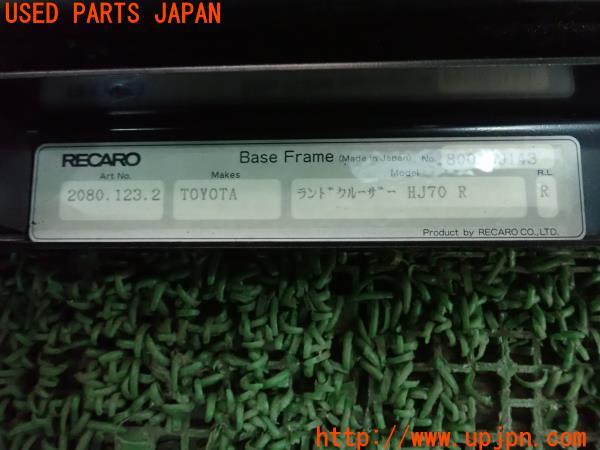 USED PARTS JAPAN
RECARO Base Frame (Made in Japan) No.
Art No. Makes Model R.L.
2080.123.2 TOYOTA ランドクルーザー HJ70 R R
Product by RECARO CO.,LTD.
http://www.upjpn.com/